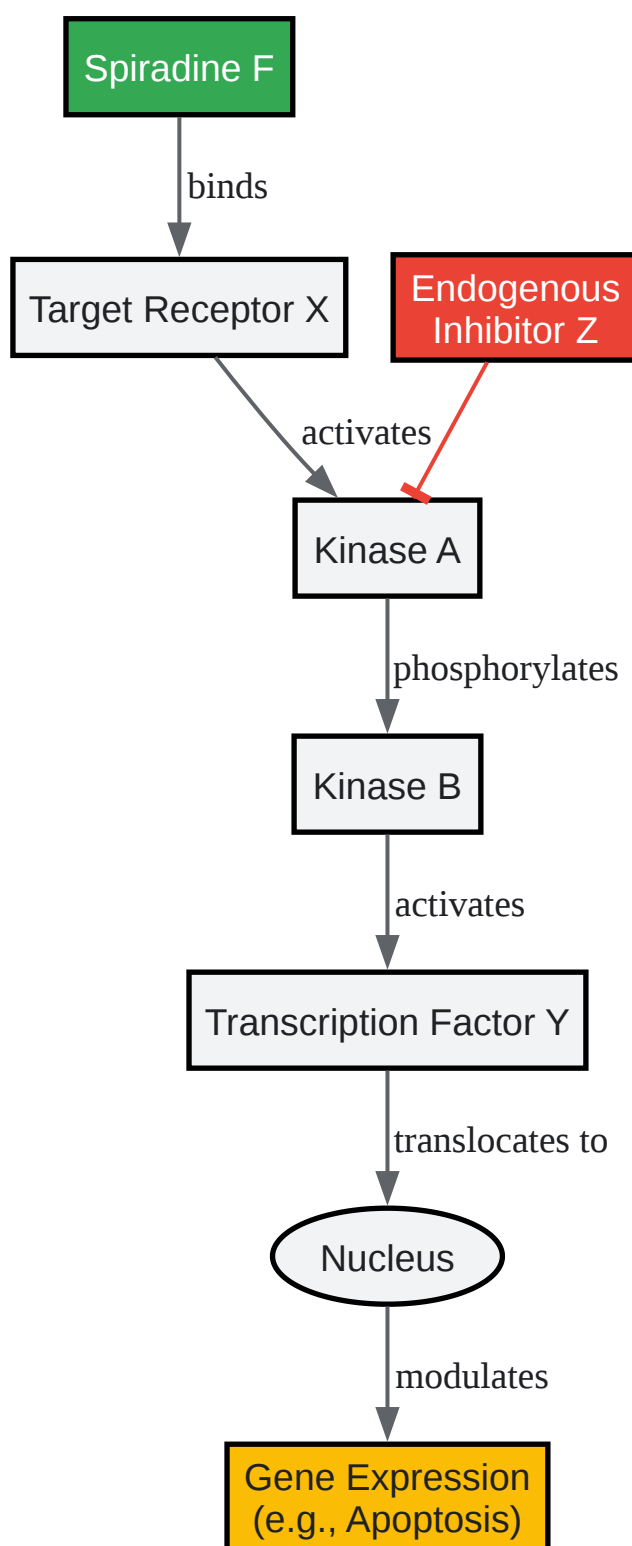 Spiradine F
binds
Target Receptor X
Endogenous
Inhibitor Z
activates
Kinase A
phosphorylates
Kinase B
activates
Transcription Factor Y
translocates to
Nucleus
modulates
Gene Expression
(e.g., Apoptosis)